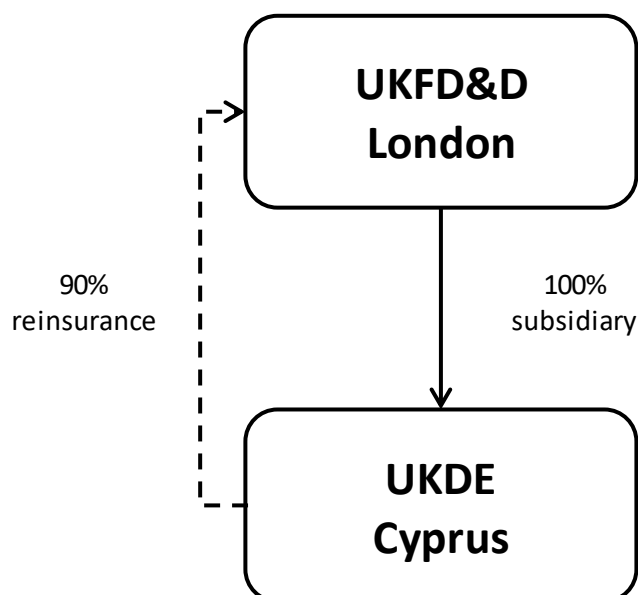 UKFD&D
London
90%
reinsurance
100%
subsidiary
UKDE
Cyprus